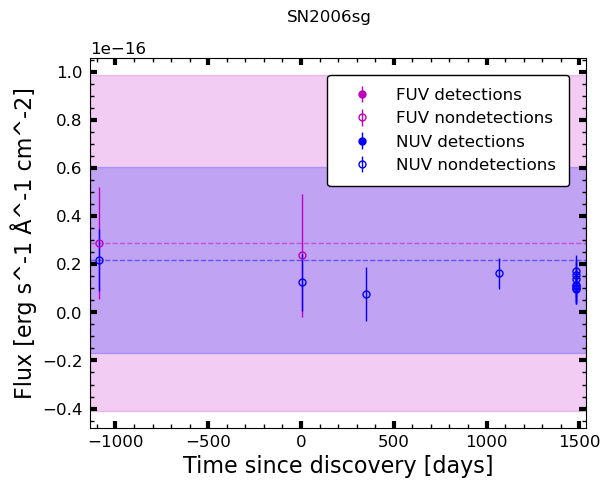 SN2006sg
1e−16
FUV detections
FUV nondetections
NUV detections
NUV nondetections
1.0
0.8
0.6
0.4
0.2
0.0
−0.2
−0.4
Flux [erg s^-1 Å^-1 cm^-2]
−1000 −500 0 500 1000 1500
Time since discovery [days]